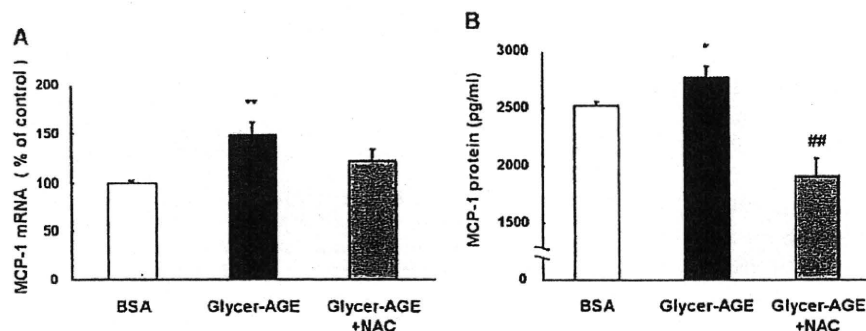 A
MCP-1 mRNA ( % of control)
200
150
100
50
0
**
BSA
Glycer-AGE
Glycer-AGE
+NAC
B
MCP-1 protein (pg/ml)
3000
2500
2000
1500
0
*
##
BSA
Glycer-AGE
Glycer-AGE
+NAC